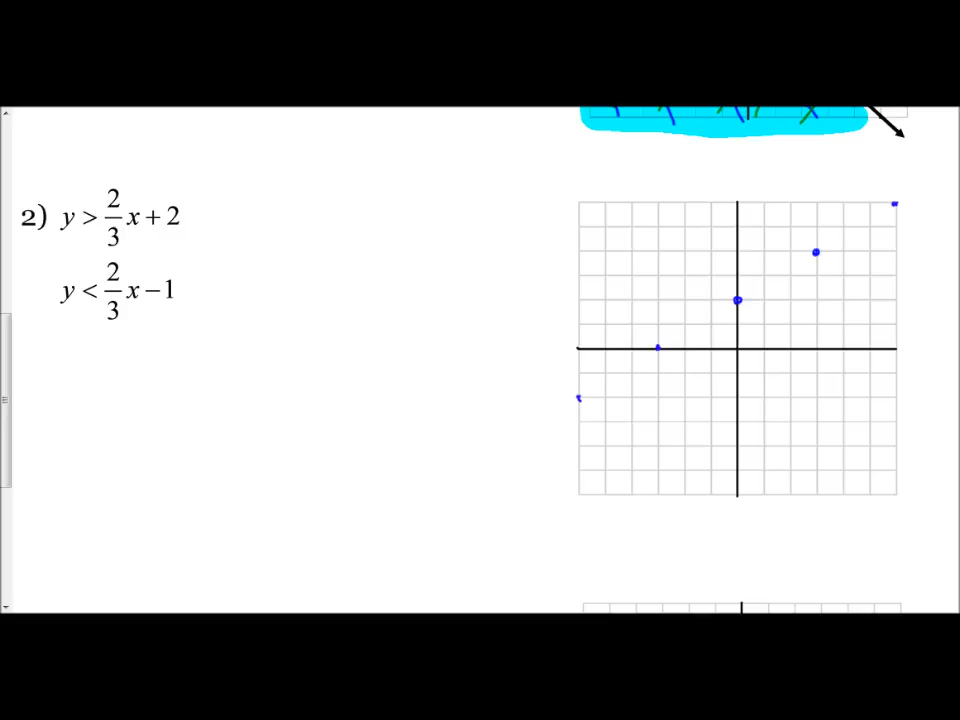 2) y > 2/3 x + 2
y < 2/3 x − 1